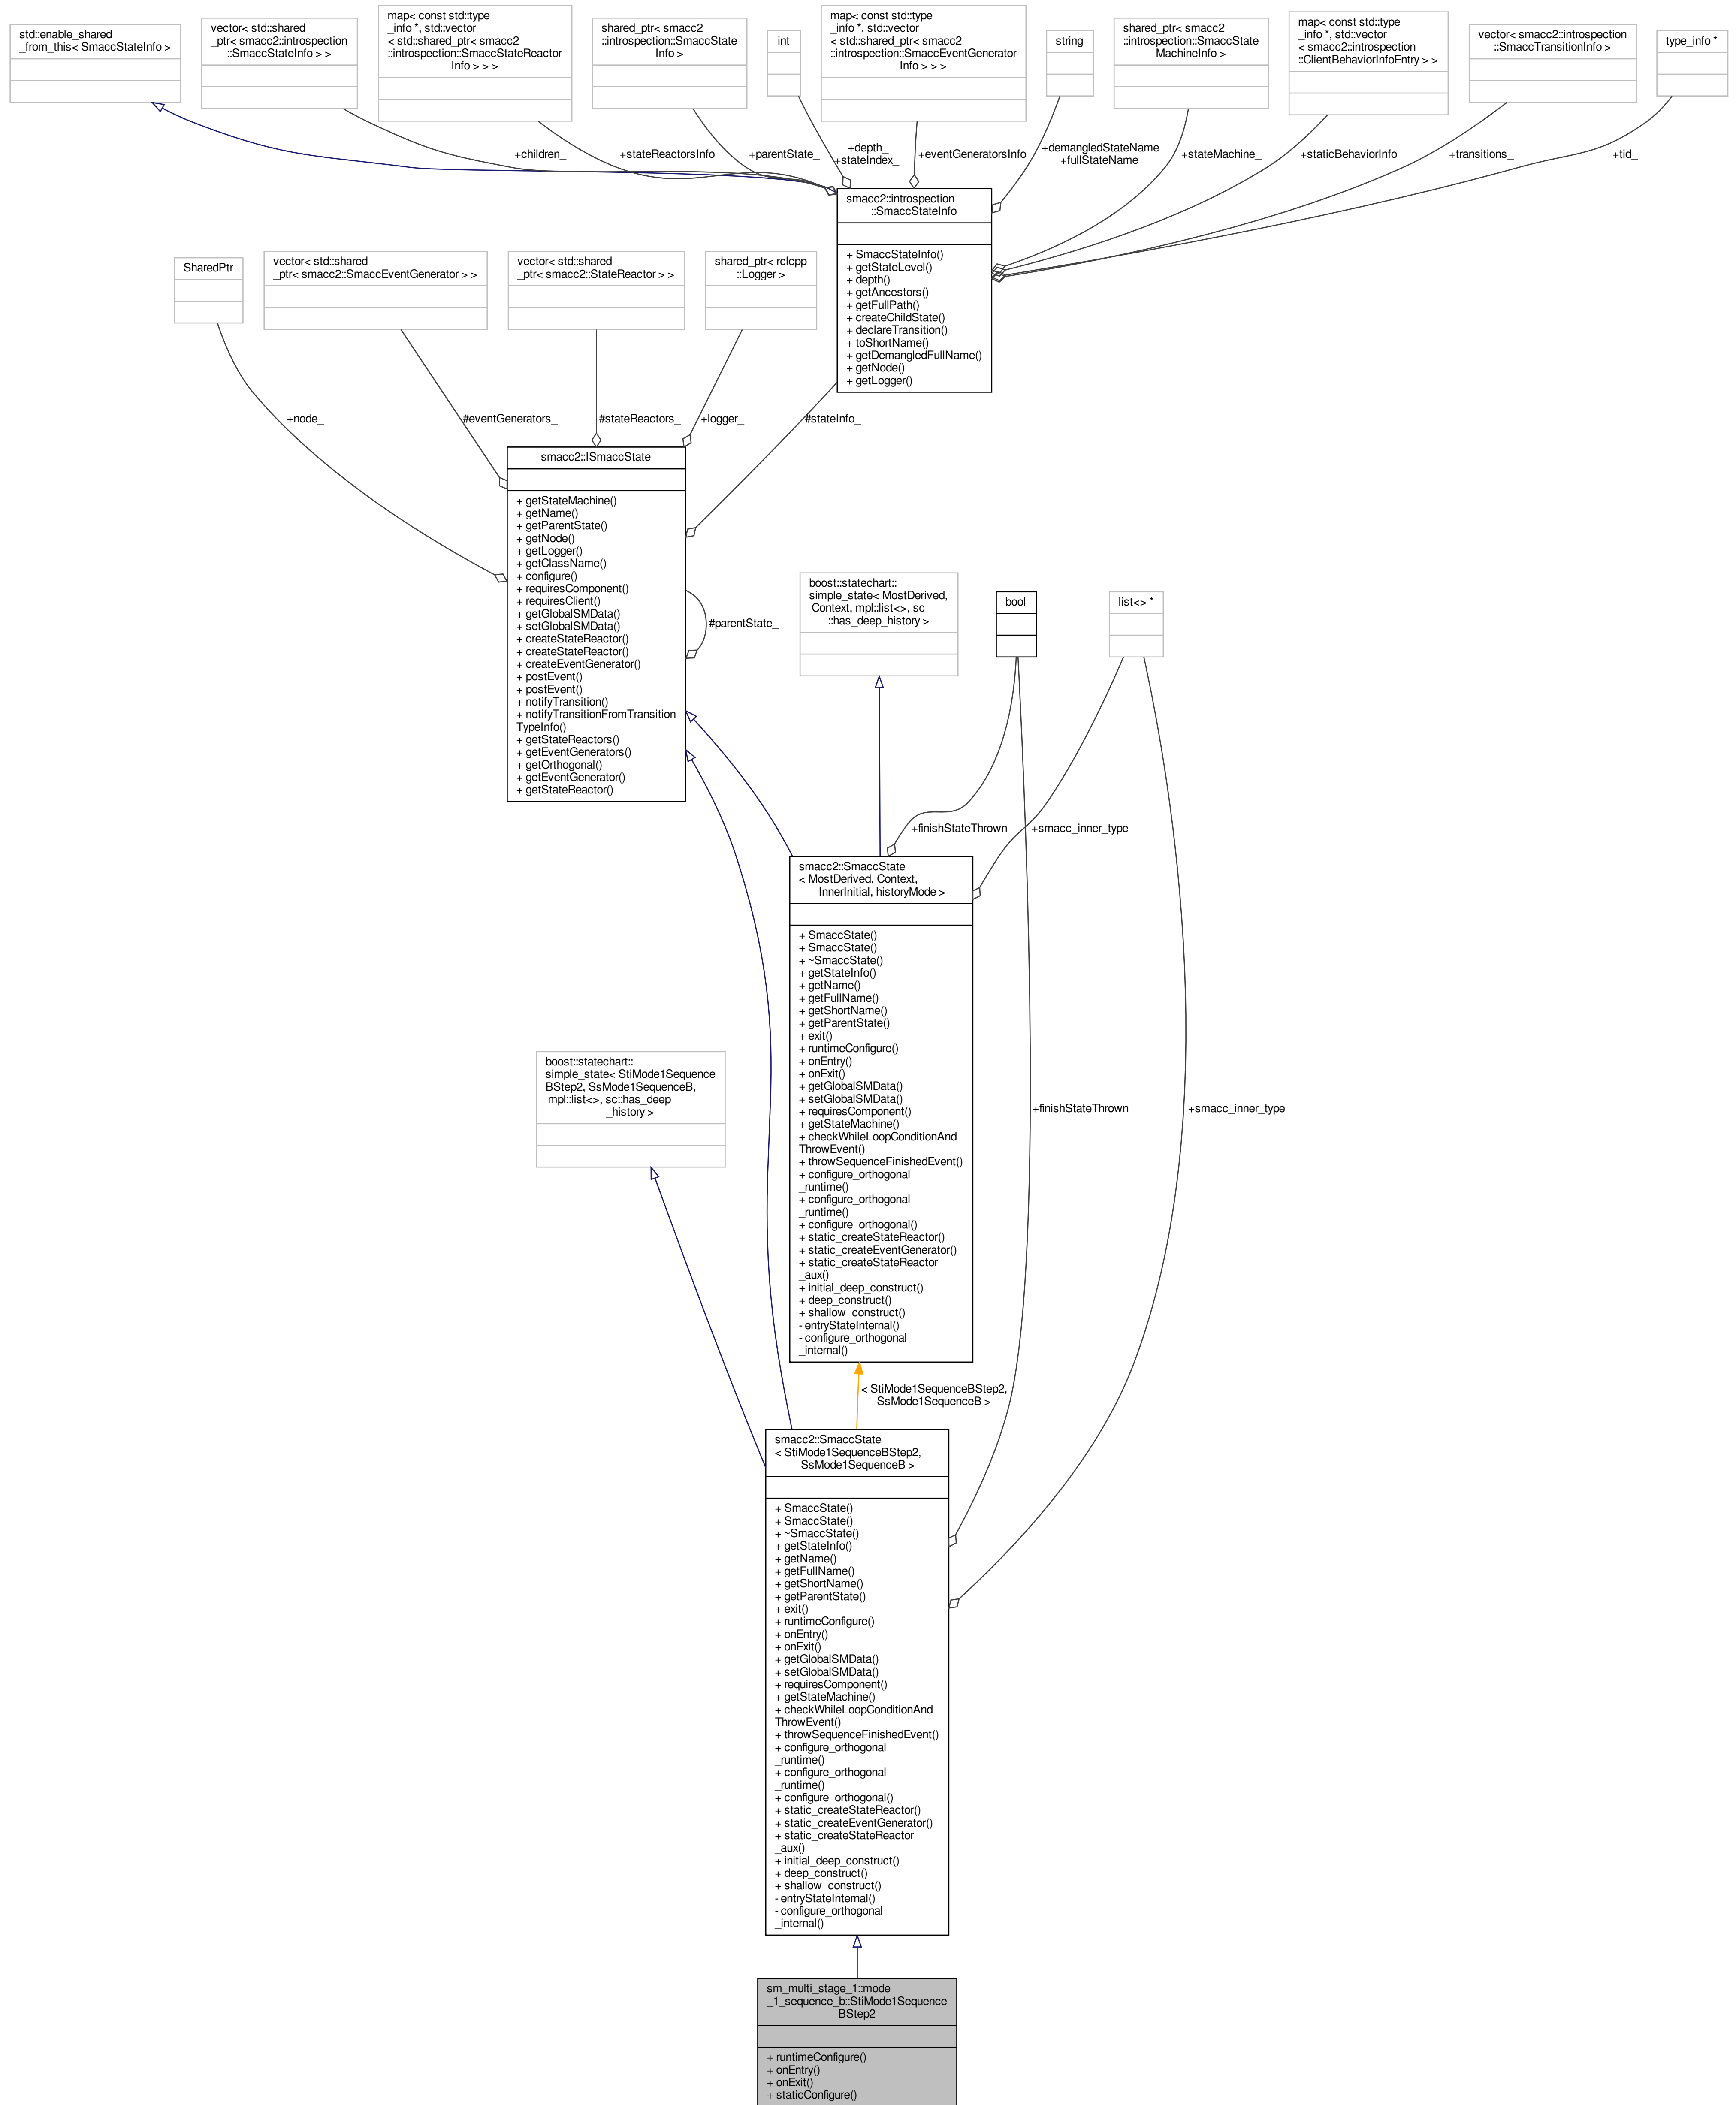 std::enable_shared
_from_this< SmaccStateInfo >
vector< std::shared
_ptr< smacc2::introspection
::SmaccStateInfo > >
map< const std::type
_info *, std::vector
< std::shared_ptr< smacc2
::introspection::SmaccStateReactor
Info > > >
shared_ptr< smacc2
::introspection::SmaccState
Info >
int
map< const std::type
_info *, std::vector
< std::shared_ptr< smacc2
::introspection::SmaccEventGenerator
Info > > >
string
shared_ptr< smacc2
::introspection::SmaccState
MachineInfo >
map< const std::type
_info *, std::vector
< smacc2::introspection
::ClientBehaviorInfoEntry > >
vector< smacc2::introspection
::SmaccTransitionInfo >
type_info *
+children_
+stateReactorsInfo
+parentState_
+depth_
+stateIndex_
+eventGeneratorsInfo
+demangledStateName
+fullStateName
+stateMachine_
+staticBehaviorInfo
+transitions_
+tid_
smacc2::introspection
::SmaccStateInfo
+ SmaccStateInfo()
+ getStateLevel()
+ depth()
+ getAncestors()
+ getFullPath()
+ createChildState()
+ declareTransition()
+ toShortName()
+ getDemangledFullName()
+ getNode()
+ getLogger()
SharedPtr
vector< std::shared
_ptr< smacc2::SmaccEventGenerator > >
vector< std::shared
_ptr< smacc2::StateReactor > >
shared_ptr< rclcpp
::Logger >
+node_
#eventGenerators_
#stateReactors_
+logger_
#stateInfo_
smacc2::ISmaccState
+ getStateMachine()
+ getName()
+ getParentState()
+ getNode()
+ getLogger()
+ getClassName()
+ configure()
+ requiresComponent()
+ requiresClient()
+ getGlobalSMData()
+ setGlobalSMData()
+ createStateReactor()
+ createStateReactor()
+ createEventGenerator()
+ postEvent()
+ postEvent()
+ notifyTransition()
+ notifyTransitionFromTransition
TypeInfo()
+ getStateReactors()
+ getEventGenerators()
+ getOrthogonal()
+ getEventGenerator()
+ getStateReactor()
#parentState_
boost::statechart::
simple_state< MostDerived,
Context, mpl::list<>, sc
::has_deep_history >
bool
list<> *
+finishStateThrown
+smacc_inner_type
smacc2::SmaccState
< MostDerived, Context,
InnerInitial, historyMode >
+ SmaccState()
+ SmaccState()
+ ~SmaccState()
+ getStateInfo()
+ getName()
+ getFullName()
+ getShortName()
+ getParentState()
+ exit()
+ runtimeConfigure()
+ onEntry()
+ onExit()
+ getGlobalSMData()
+ setGlobalSMData()
+ requiresComponent()
+ getStateMachine()
+ checkWhileLoopConditionAnd
ThrowEvent()
+ throwSequenceFinishedEvent()
+ configure_orthogonal
_runtime()
+ configure_orthogonal
_runtime()
+ configure_orthogonal()
+ static_createStateReactor()
+ static_createEventGenerator()
+ static_createStateReactor
_aux()
+ initial_deep_construct()
+ deep_construct()
+ shallow_construct()
- entryStateInternal()
- configure_orthogonal
_internal()
boost::statechart::
simple_state< StiMode1Sequence
BStep2, SsMode1SequenceB,
mpl::list<>, sc::has_deep
_history >
+finishStateThrown
+smacc_inner_type
< StiMode1SequenceBStep2,
SsMode1SequenceB >
smacc2::SmaccState
< StiMode1SequenceBStep2,
SsMode1SequenceB >
+ SmaccState()
+ SmaccState()
+ ~SmaccState()
+ getStateInfo()
+ getName()
+ getFullName()
+ getShortName()
+ getParentState()
+ exit()
+ runtimeConfigure()
+ onEntry()
+ onExit()
+ getGlobalSMData()
+ setGlobalSMData()
+ requiresComponent()
+ getStateMachine()
+ checkWhileLoopConditionAnd
ThrowEvent()
+ throwSequenceFinishedEvent()
+ configure_orthogonal
_runtime()
+ configure_orthogonal
_runtime()
+ configure_orthogonal()
+ static_createStateReactor()
+ static_createEventGenerator()
+ static_createStateReactor
_aux()
+ initial_deep_construct()
+ deep_construct()
+ shallow_construct()
- entryStateInternal()
- configure_orthogonal
_internal()
sm_multi_stage_1::mode
_1_sequence_b::StiMode1Sequence
BStep2
+ runtimeConfigure()
+ onEntry()
+ onExit()
+ staticConfigure()